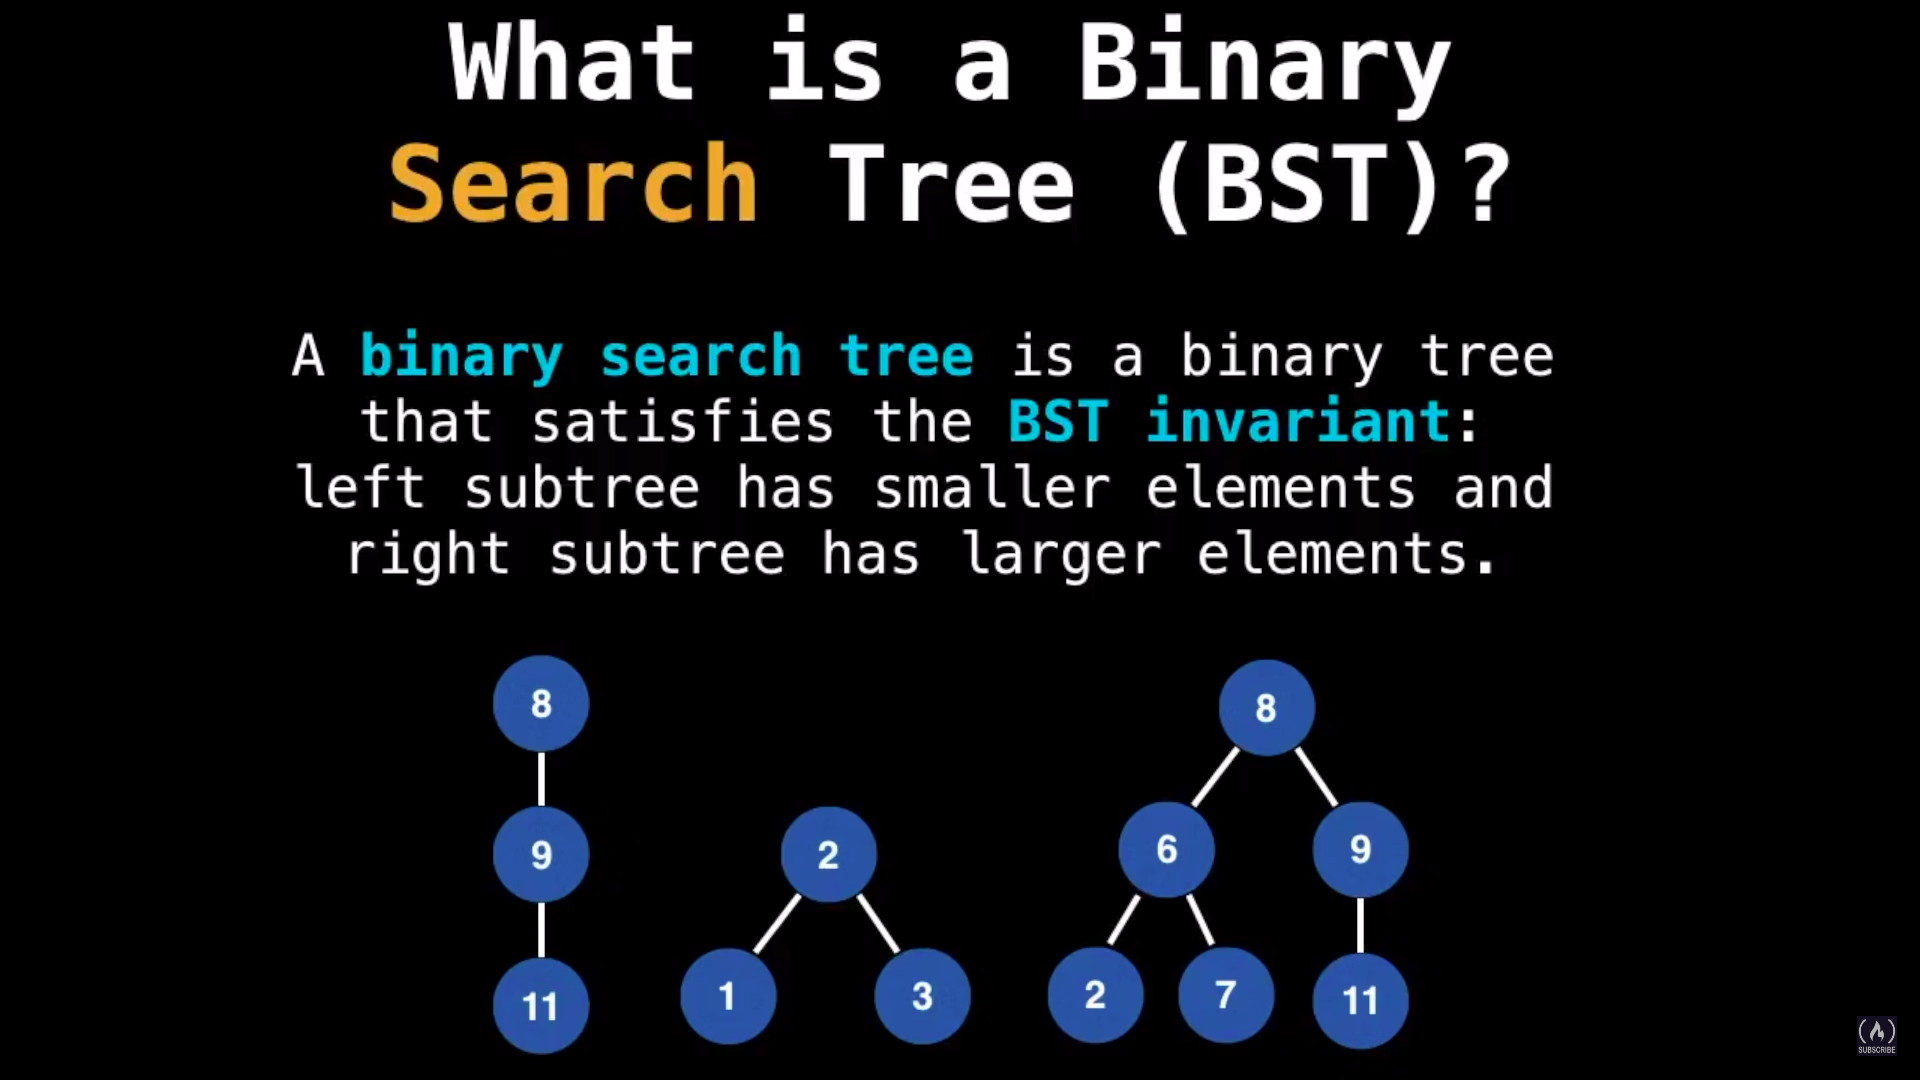 What is a Binary
Search Tree (BST)?
A binary search tree is a binary tree
that satisfies the BST invariant:
left subtree has smaller elements and
right subtree has larger elements.
8
9
11
2
1
3
8
6
9
2
7
11
SUBSCRIBE